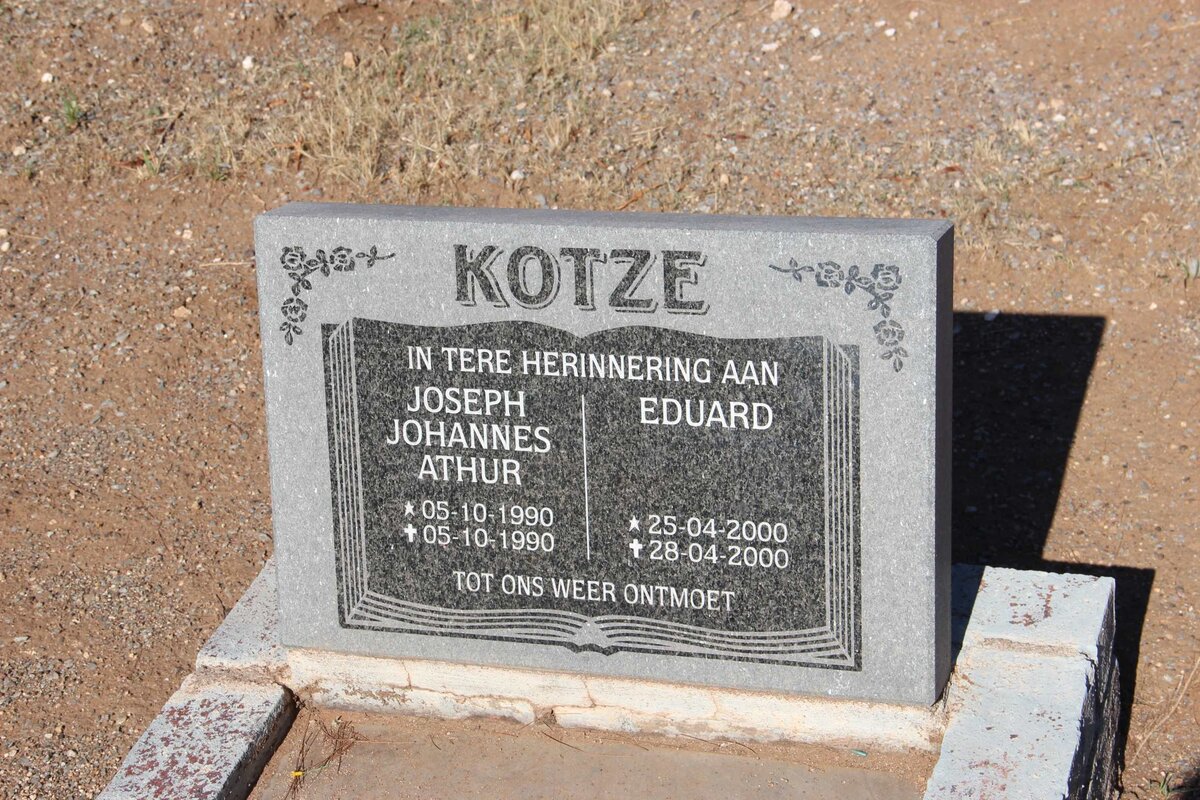 KOTZE
IN TERE HERINNERING AAN
JOSEPH
JOHANNES
ATHUR
★ 05-10-1990
✝ 05-10-1990
EDUARD
★ 25-04-2000
✝ 28-04-2000
TOT ONS WEER ONTMOET